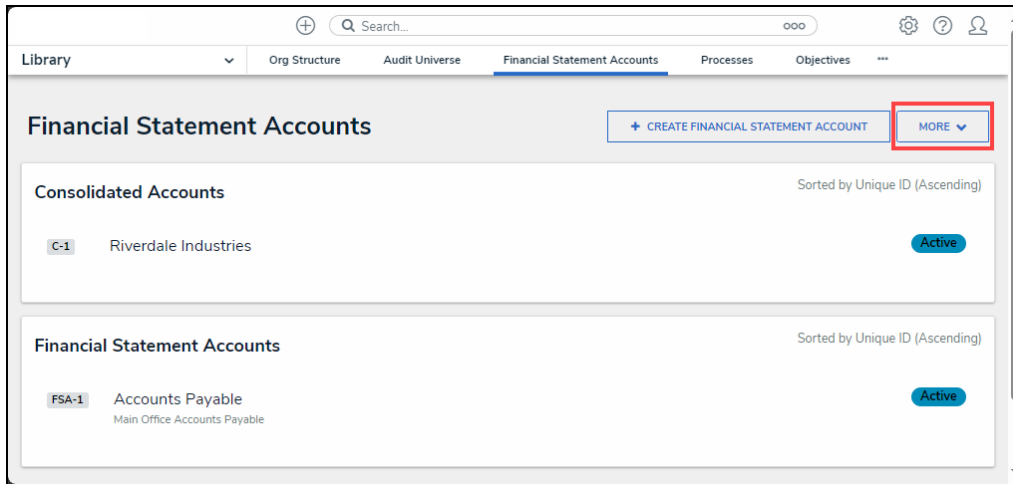 Search...
Library
Org Structure
Audit Universe
Financial Statement Accounts
Processes
Objectives
Financial Statement Accounts
+ CREATE FINANCIAL STATEMENT ACCOUNT
MORE
Consolidated Accounts
Sorted by Unique ID (Ascending)
C-1
Riverdale Industries
Active
Financial Statement Accounts
Sorted by Unique ID (Ascending)
FSA-1
Accounts Payable
Active
Main Office Accounts Payable